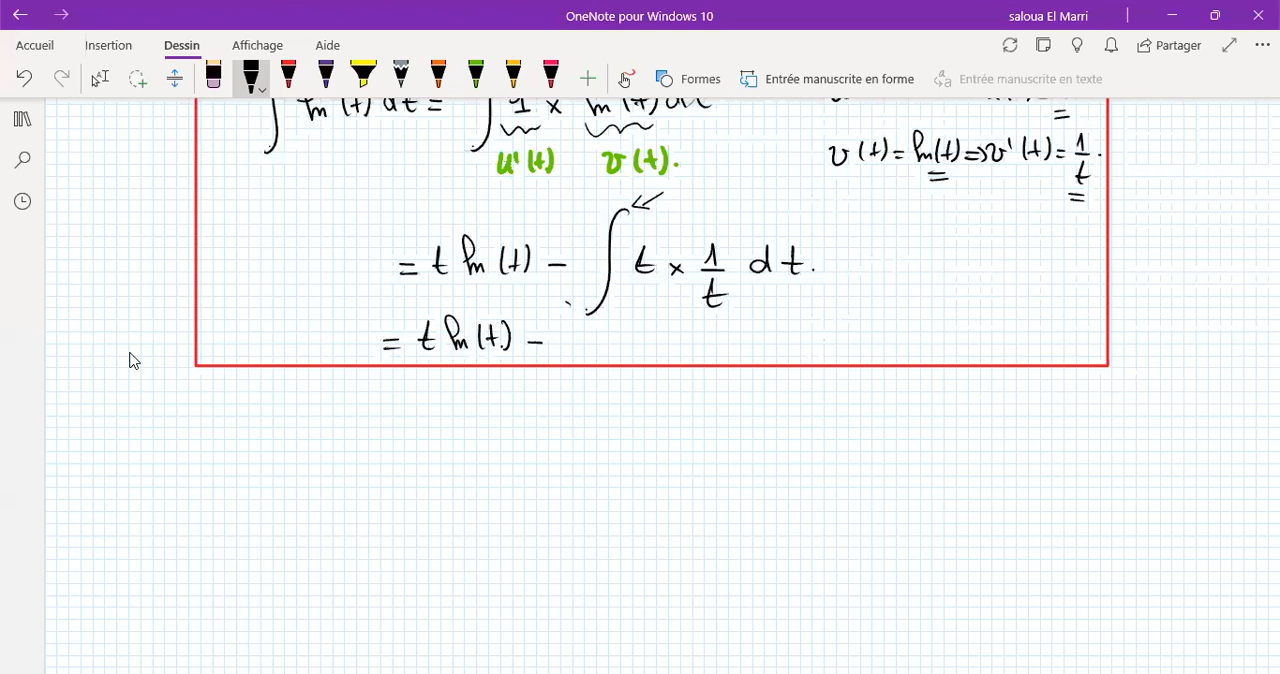 OneNote pour Windows 10
saloua El Marri
Accueil Insertion Dessin Affichage Aide
Partager
Formes
Entrée manuscrite en forme
Entrée manuscrite en texte
∫ ln(t) dt = ∫ 1 × ln(t) dt
u'(t) v(t).
v(t) = ln(t) => v'(t) = 1/t.
= t ln(t) - ∫ t × 1/t dt.
= t ln(t) -